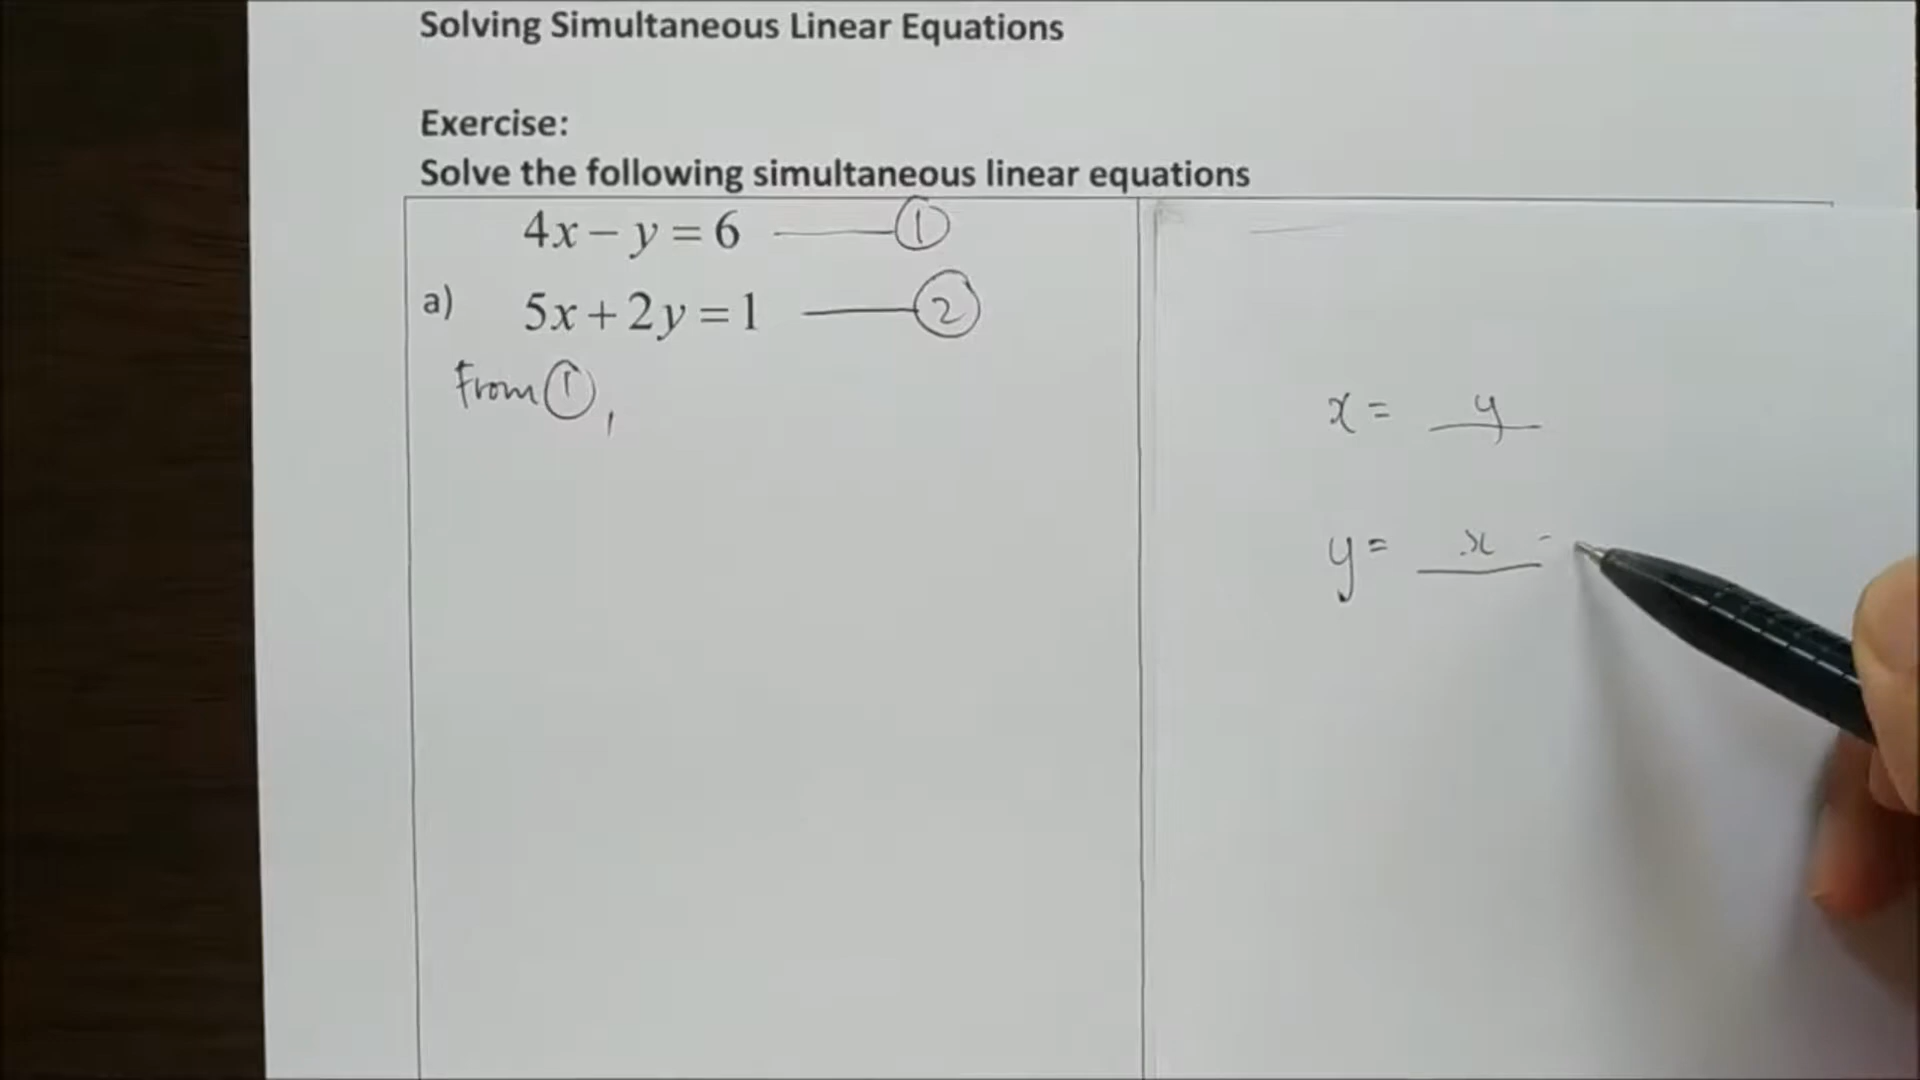 Solving Simultaneous Linear Equations
Exercise:
Solve the following simultaneous linear equations
4x − y = 6 ——— ①
a) 5x + 2y = 1 ——— ②
From ①,
x = y
y = x -